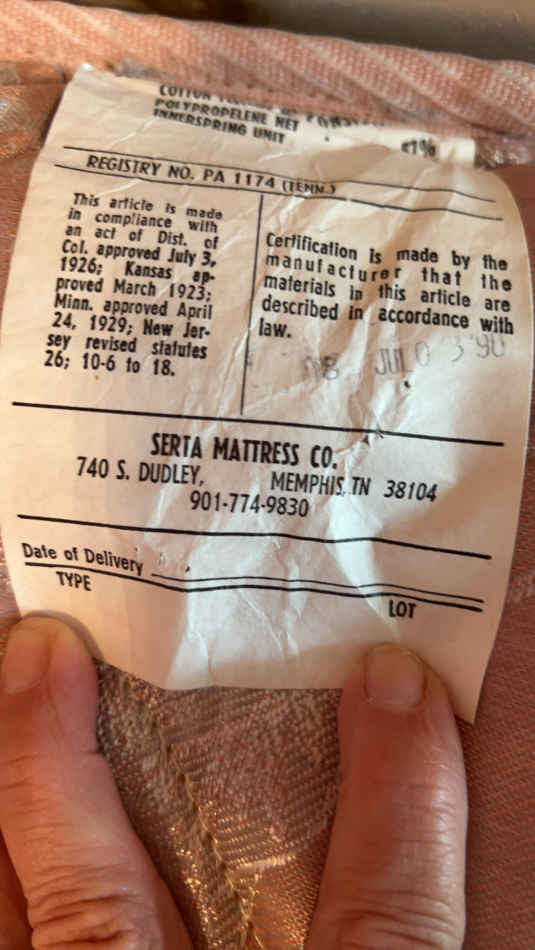 POLYPROPELENE NET
INNERSPRING UNIT
REGISTRY NO. PA 1174 (TENN.)
This article is made
in compliance with
an act of Dist. of
Col. approved July 3,
1926; Kansas ap-
proved March 1923;
Minn. approved April
24, 1929; New Jer-
sey revised statutes
26; 10-6 to 18.
Certification is made by the
manufacturer that the
materials in this article are
described in accordance with
law.
JUL 0 3 '90
SERTA MATTRESS CO.
740 S. DUDLEY, MEMPHIS, TN 38104
901-774-9830
Date of Delivery
TYPE
LOT